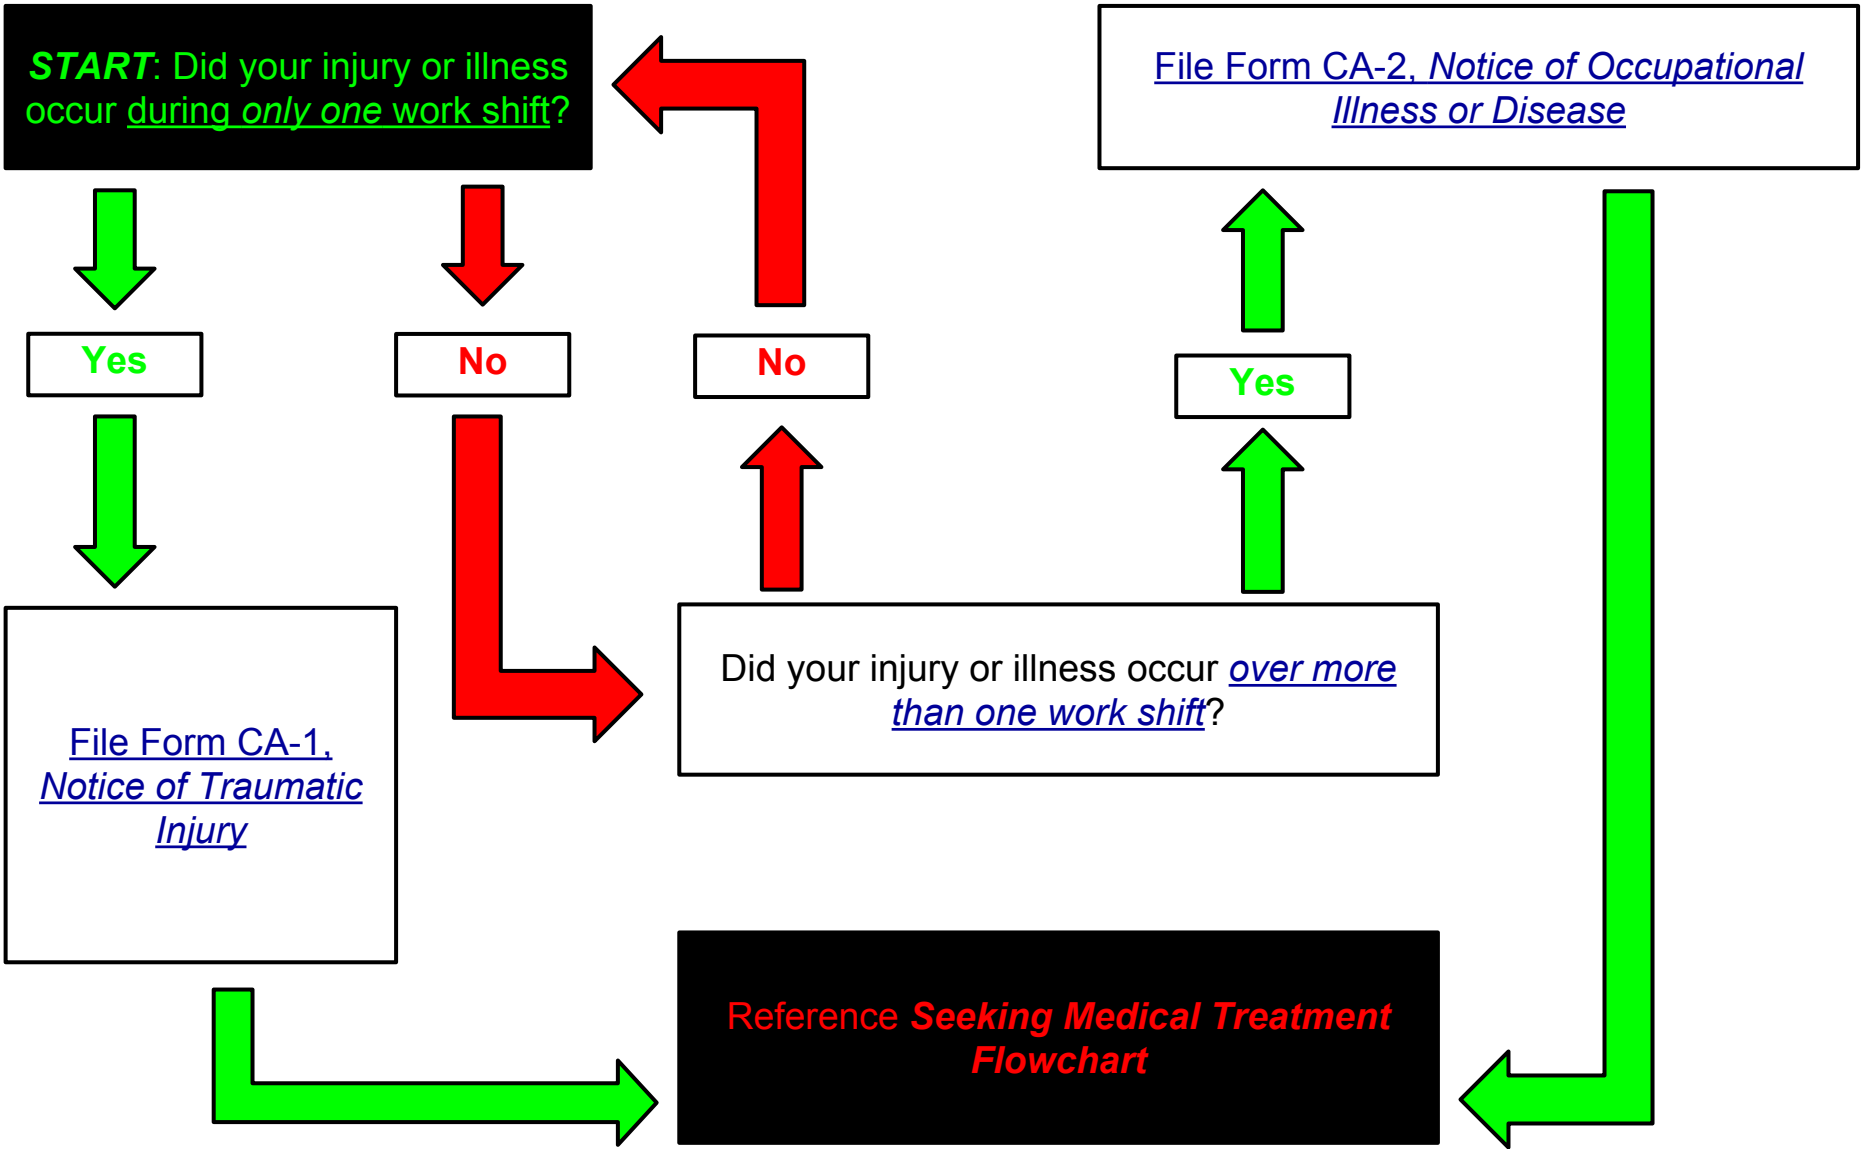 START: Did your injury or illness
occur during only one work shift?
File Form CA-2, Notice of Occupational
Illness or Disease
Yes
No
No
Yes
Did your injury or illness occur over more
than one work shift?
File Form CA-1,
Notice of Traumatic
Injury
Reference Seeking Medical Treatment
Flowchart